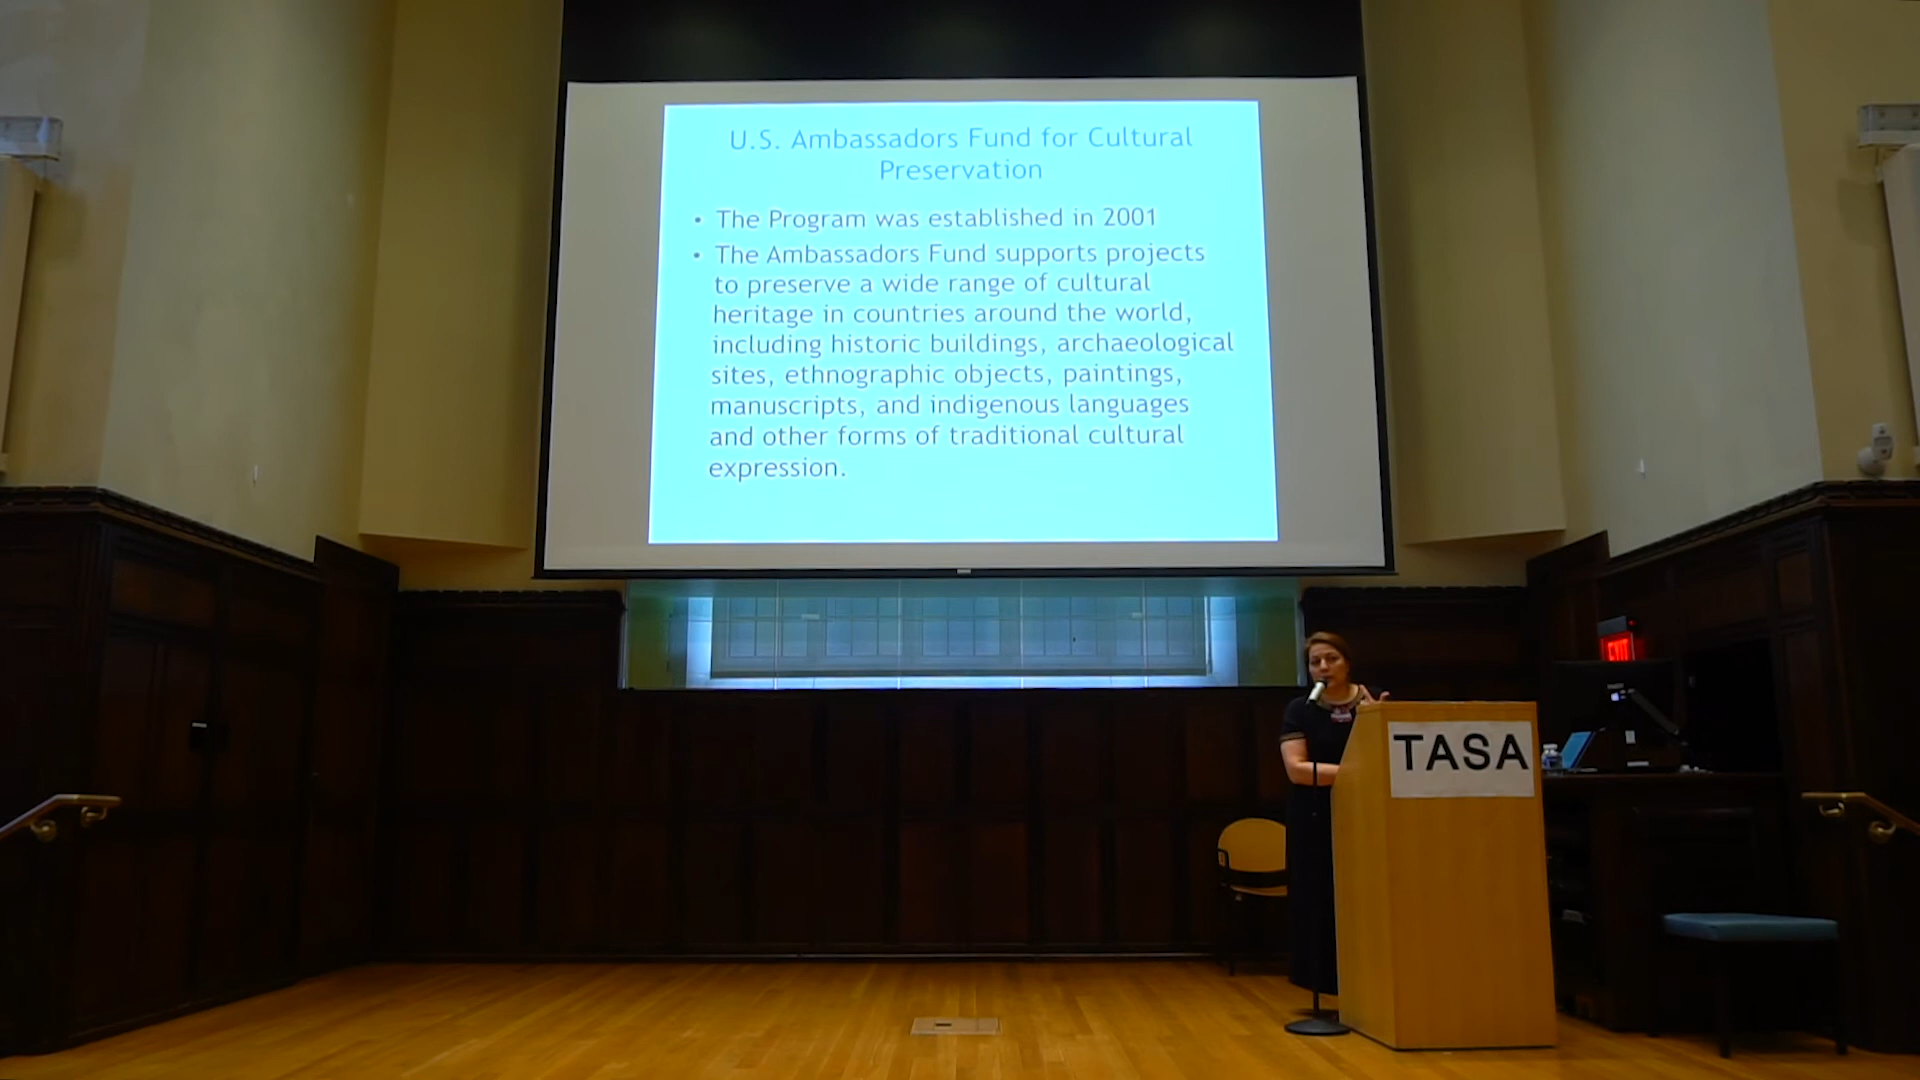 U.S. Ambassadors Fund for Cultural
Preservation
• The Program was established in 2001
• The Ambassadors Fund supports projects
to preserve a wide range of cultural
heritage in countries around the world,
including historic buildings, archaeological
sites, ethnographic objects, paintings,
manuscripts, and indigenous languages
and other forms of traditional cultural
expression.
EXIT
TASA